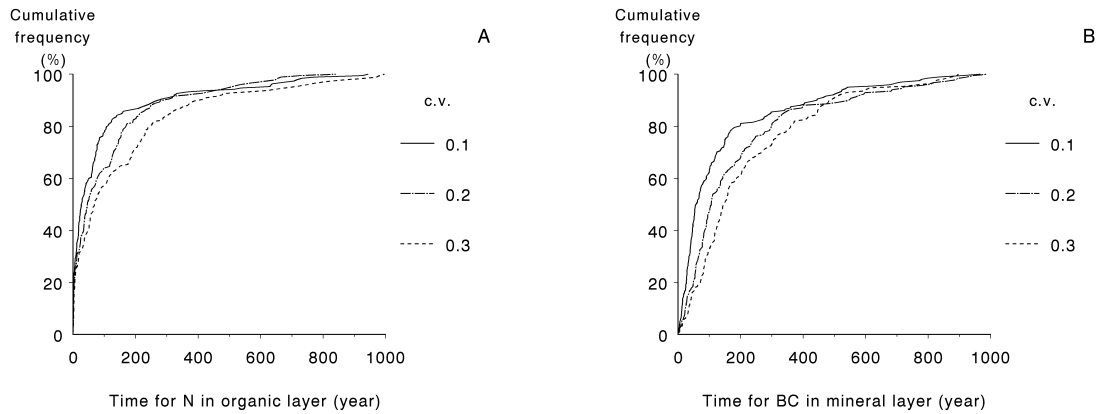 Cumulative
frequency
(%)
A
100
80
60
40
20
0
0 200 400 600 800 1000
Time for N in organic layer (year)
c.v.
0.1
0.2
0.3
Cumulative
frequency
(%)
B
100
80
60
40
20
0
0 200 400 600 800 1000
Time for BC in mineral layer (year)
c.v.
0.1
0.2
0.3